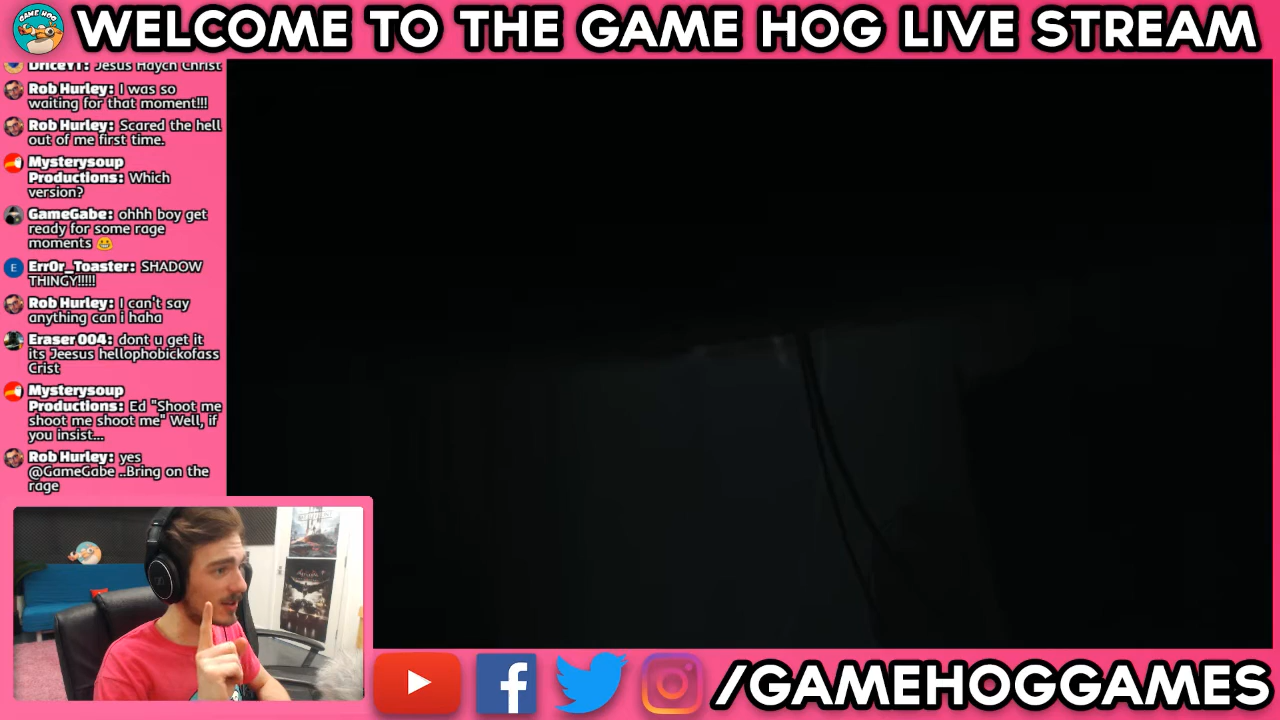 GAME HOG
WELCOME TO THE GAME HOG LIVE STREAM
DriceYT: Jesus Haych Christ
Rob Hurley: I was so
waiting for that moment!!!
Rob Hurley: Scared the hell
out of me first time.
Mysterysoup
Productions: Which
version?
GameGabe: ohhh boy get
ready for some rage
moments 😬
E
Err0r_Toaster: SHADOW
THINGY!!!!!
Rob Hurley: I can't say
anything can i haha
Eraser 004: dont u get it
its Jeesus hellophobickofass
Crist
Mysterysoup
Productions: Ed "Shoot me
shoot me shoot me" Well, if
you insist...
Rob Hurley: yes
@GameGabe ..Bring on the
rage
/GAMEHOGGAMES